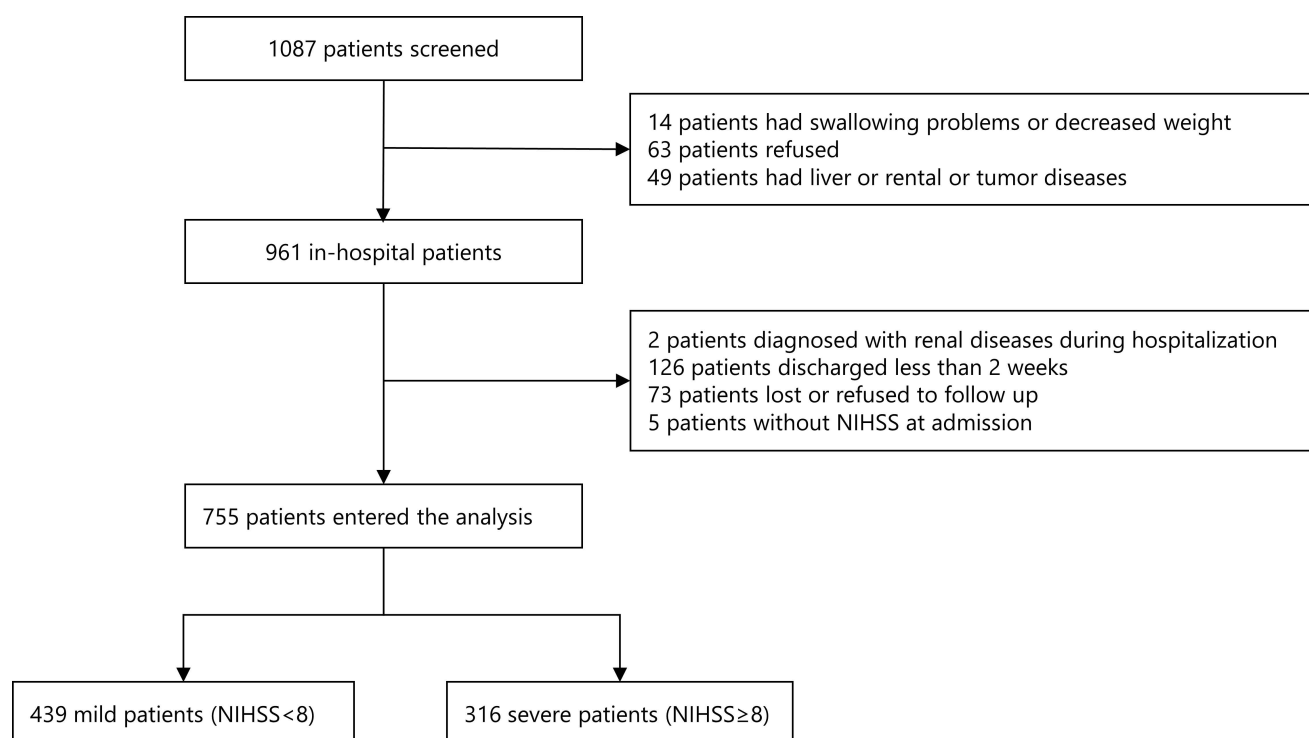 1087 patients screened
14 patients had swallowing problems or decreased weight
63 patients refused
49 patients had liver or rental or tumor diseases
961 in-hospital patients
2 patients diagnosed with renal diseases during hospitalization
126 patients discharged less than 2 weeks
73 patients lost or refused to follow up
5 patients without NIHSS at admission
755 patients entered the analysis
439 mild patients (NIHSS<8)
316 severe patients (NIHSS≥8)